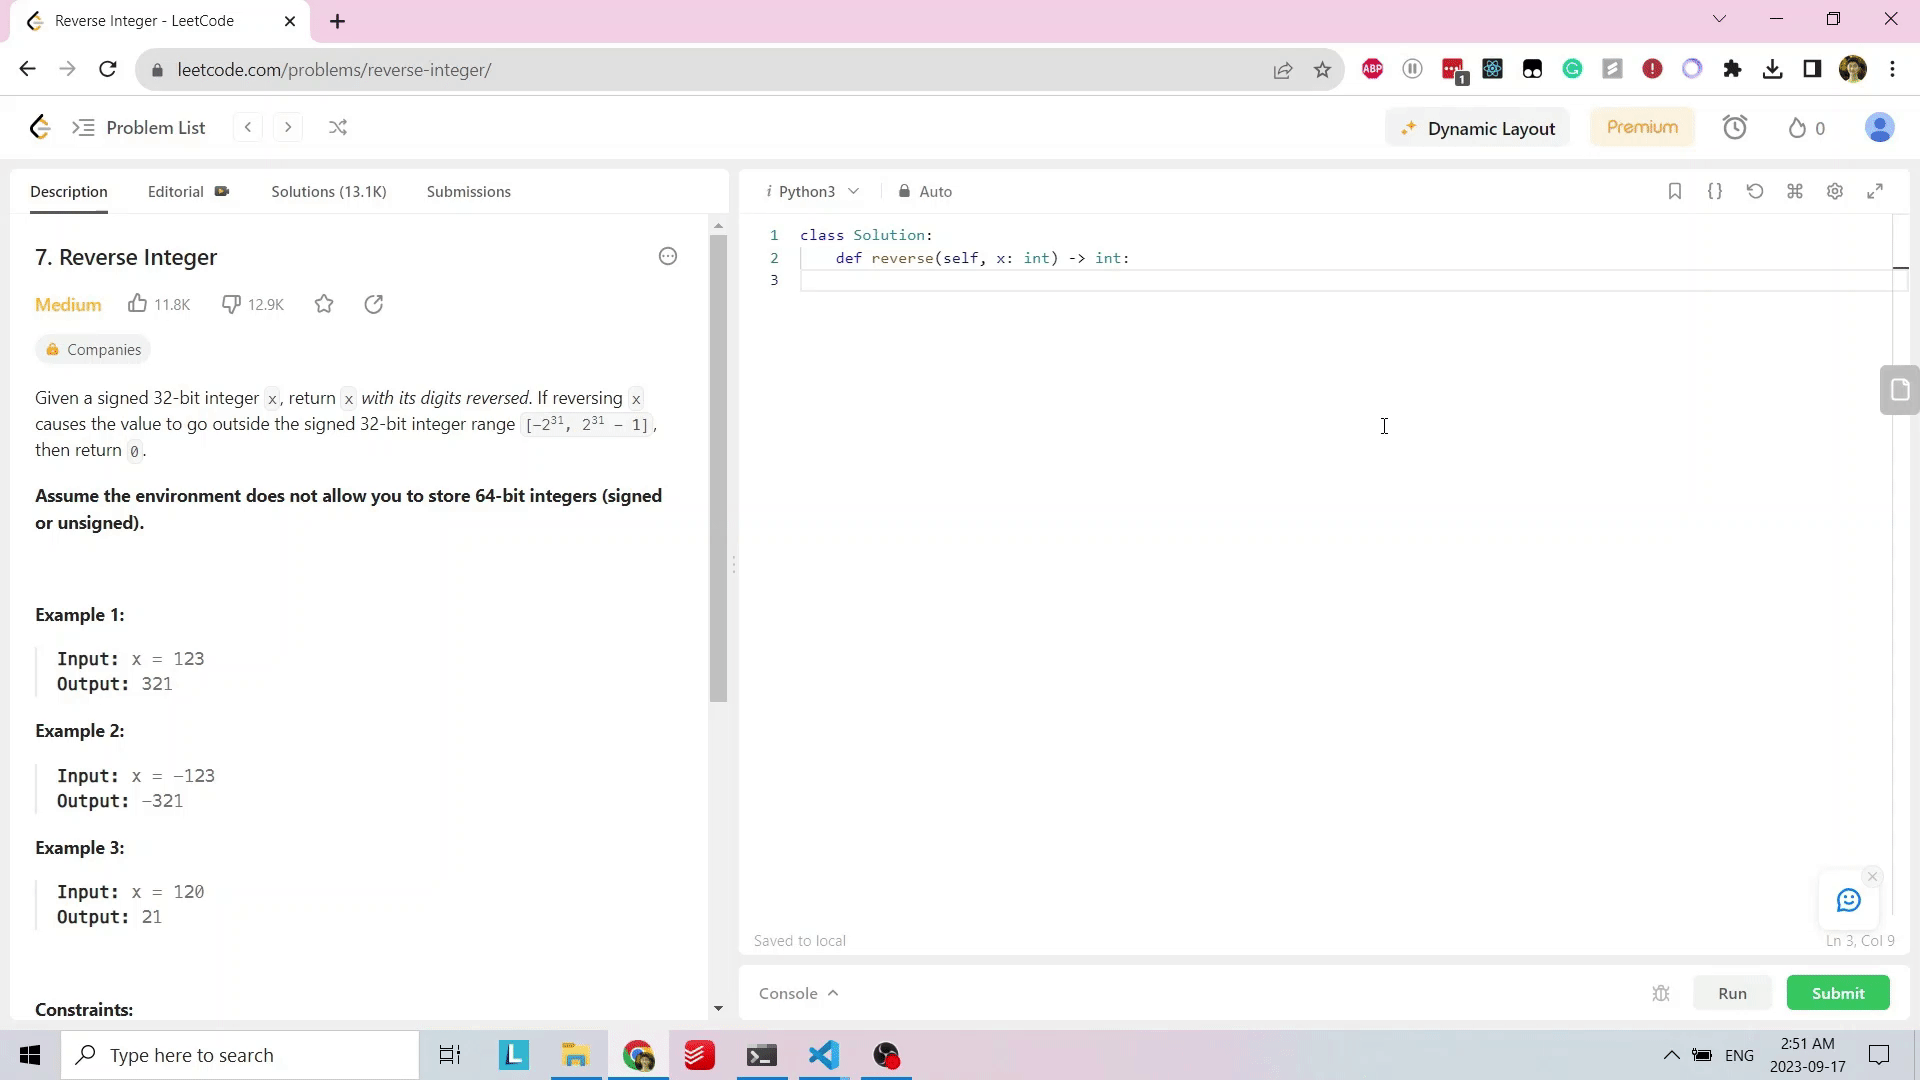 Reverse Integer - LeetCode
leetcode.com/problems/reverse-integer/
ABP
1
Problem List
Dynamic Layout
Premium
0
Description
Editorial
Solutions (13.1K)
Submissions
i Python3
Auto
7. Reverse Integer
Medium
11.8K
12.9K
Companies
Given a signed 32-bit integer x, return x with its digits reversed. If reversing x
causes the value to go outside the signed 32-bit integer range [-2³¹, 2³¹ - 1],
then return 0.
Assume the environment does not allow you to store 64-bit integers (signed
or unsigned).
Example 1:
Input: x = 123
Output: 321
Example 2:
Input: x = -123
Output: -321
Example 3:
Input: x = 120
Output: 21
Constraints:
1 class Solution:
2 def reverse(self, x: int) -> int:
3
Saved to local
Ln 3, Col 9
Console
Run
Submit
Type here to search
L
ENG
2:51 AM
2023-09-17